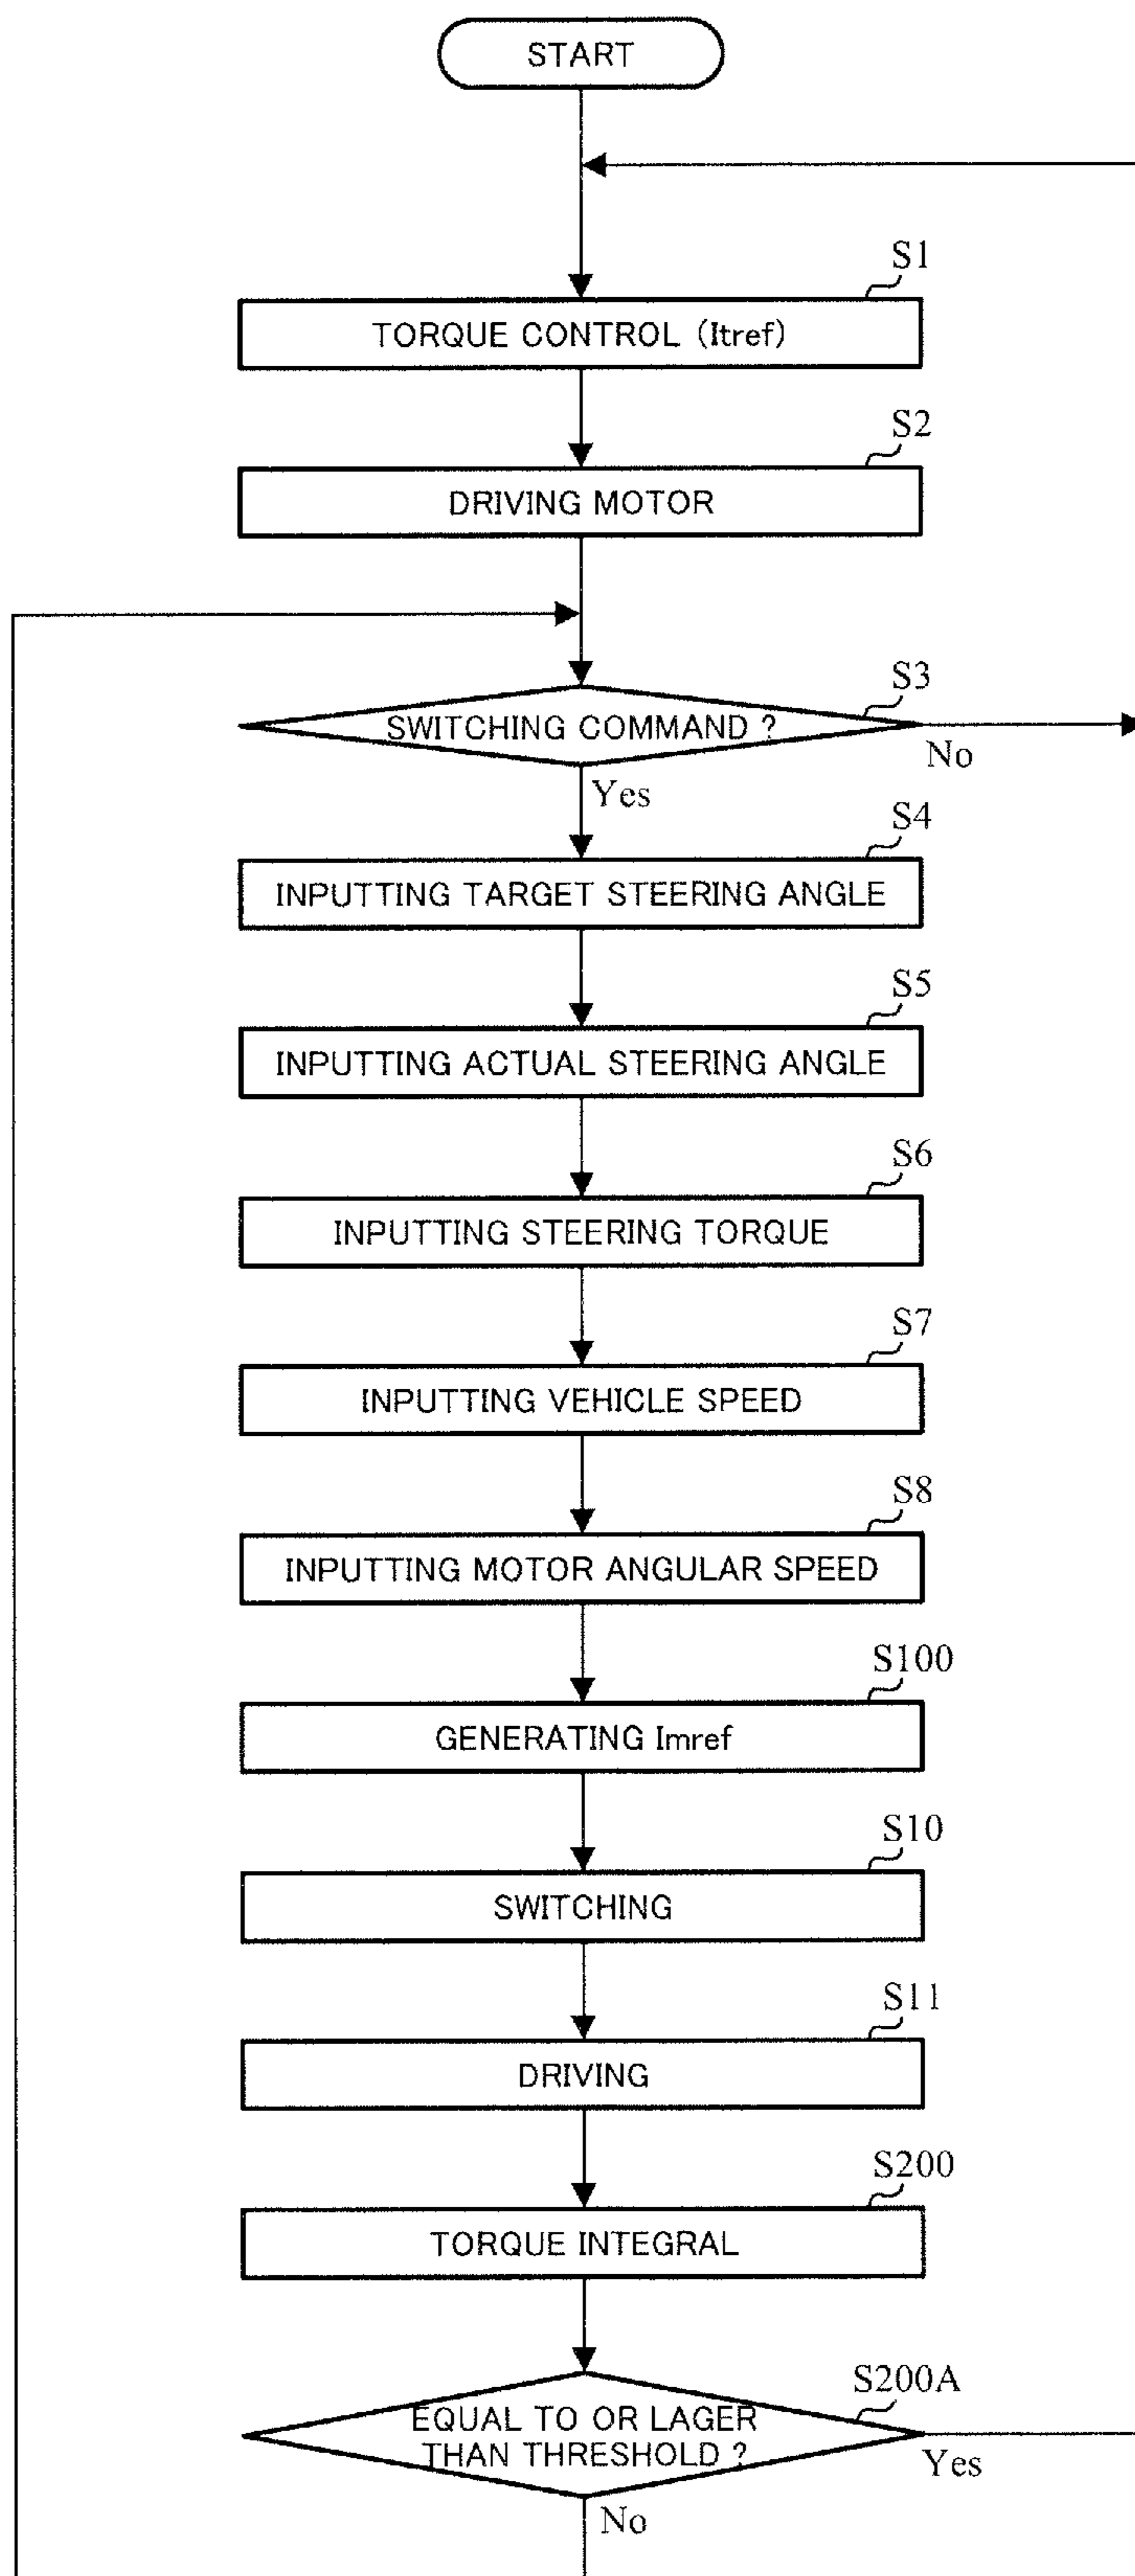 START
S1
TORQUE CONTROL (Itref)
S2
DRIVING MOTOR
S3
SWITCHING COMMAND ?
No
Yes
S4
INPUTTING TARGET STEERING ANGLE
S5
INPUTTING ACTUAL STEERING ANGLE
S6
INPUTTING STEERING TORQUE
S7
INPUTTING VEHICLE SPEED
S8
INPUTTING MOTOR ANGULAR SPEED
S100
GENERATING Imref
S10
SWITCHING
S11
DRIVING
S200
TORQUE INTEGRAL
S200A
EQUAL TO OR LAGER
THAN THRESHOLD ?
Yes
No